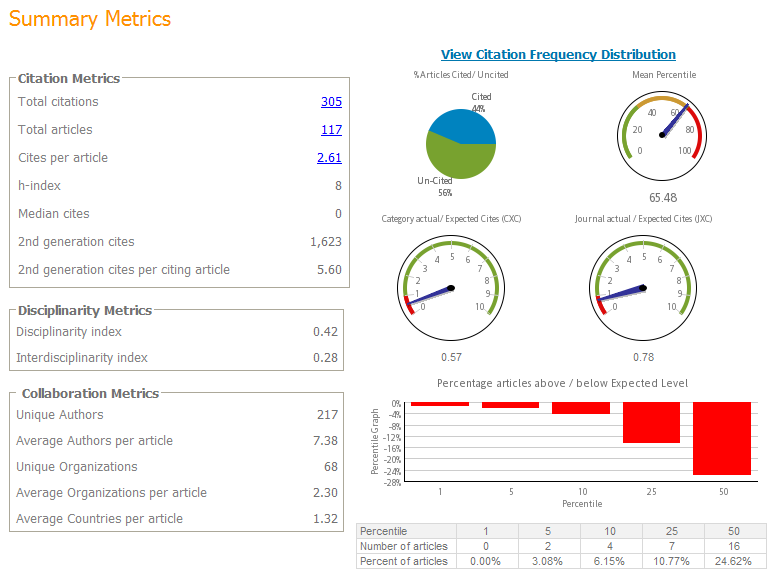 Summary Metrics
Citation Metrics
Total citations 305
Total articles 117
Cites per article 2.61
h-index 8
Median cites 0
2nd generation cites 1,623
2nd generation cites per citing article 5.60
Disciplinarity Metrics
Disciplinarity index 0.42
Interdisciplinarity index 0.28
Collaboration Metrics
Unique Authors 217
Average Authors per article 7.38
Unique Organizations 68
Average Organizations per article 2.30
Average Countries per article 1.32
View Citation Frequency Distribution
%Articles Cited/ Uncited
Cited
44%
Un-Cited
56%
Mean Percentile
0 20 40 60 80 100
65.48
Category actual/ Expected Cites (CXC)
0 1 2 3 4 5 6 7 8 9 10
0.57
Journal actual / Expected Cites (JXC)
0 1 2 3 4 5 6 7 8 9 10
0.78
Percentage articles above / below Expected Level
Percentile Graph
0%
-4%
-8%
-12%
-16%
-20%
-24%
-28%
1 5 10 25 50
Percentile
Percentile 1 5 10 25 50
Number of articles 0 2 4 7 16
Percent of articles 0.00% 3.08% 6.15% 10.77% 24.62%